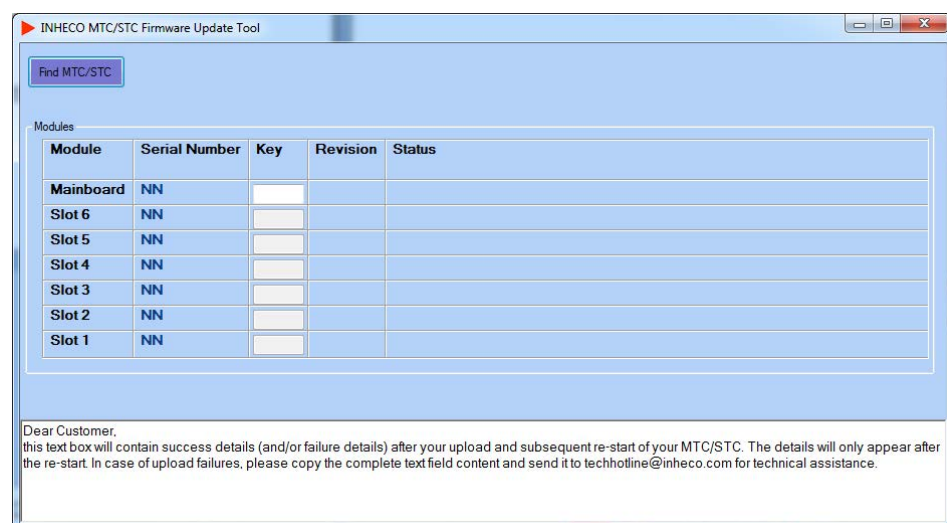 INHECO MTC/STC Firmware Update Tool
Find MTC/STC
Modules
Module Serial Number Key Revision Status
Mainboard NN
Slot 6 NN
Slot 5 NN
Slot 4 NN
Slot 3 NN
Slot 2 NN
Slot 1 NN
Dear Customer,
this text box will contain success details (and/or failure details) after your upload and subsequent re-start of your MTC/STC. The details will only appear after
the re-start. In case of upload failures, please copy the complete text field content and send it to techhotline@inheco.com for technical assistance.